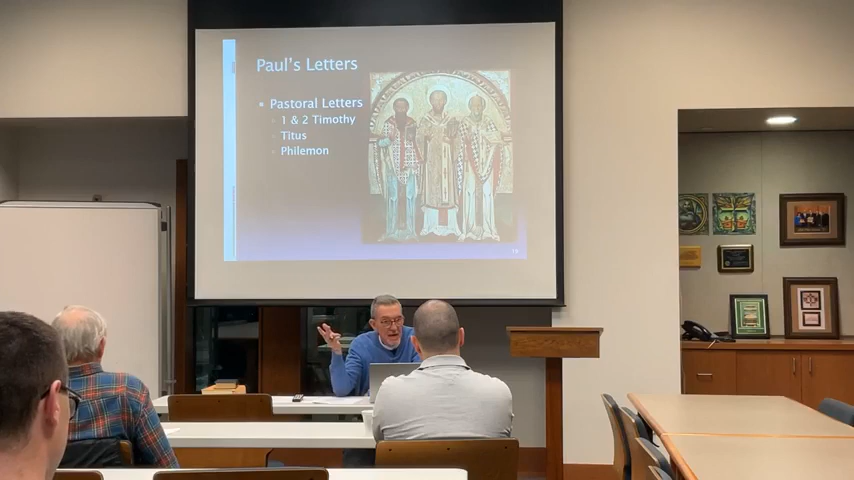 Paul's Letters
Pastoral Letters
1 & 2 Timothy
Titus
Philemon